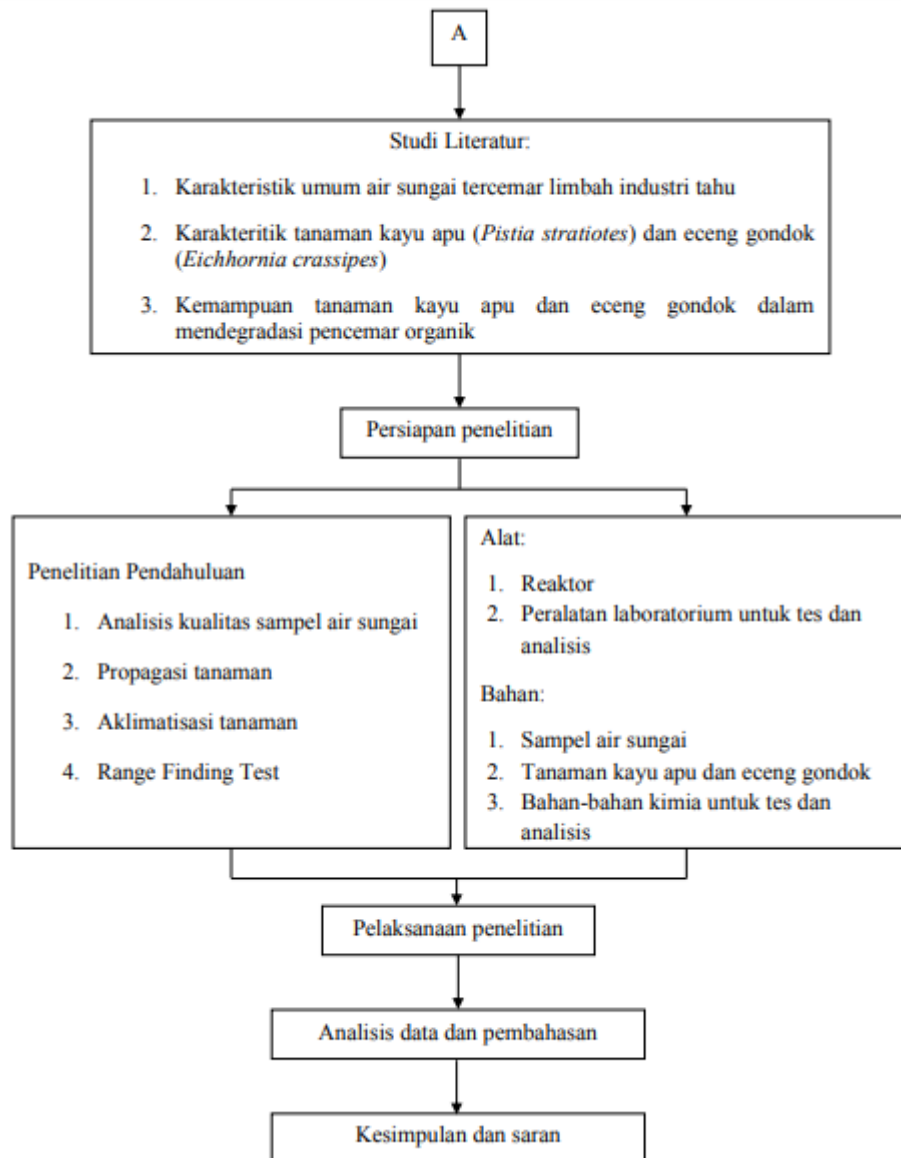 A
Studi Literatur:
1. Karakteristik umum air sungai tercemar limbah industri tahu
2. Karakteritik tanaman kayu apu (Pistia stratiotes) dan eceng gondok
(Eichhornia crassipes)
3. Kemampuan tanaman kayu apu dan eceng gondok dalam
mendegradasi pencemar organik
Persiapan penelitian
Penelitian Pendahuluan
1. Analisis kualitas sampel air sungai
2. Propagasi tanaman
3. Aklimatisasi tanaman
4. Range Finding Test
Alat:
1. Reaktor
2. Peralatan laboratorium untuk tes dan
analisis
Bahan:
1. Sampel air sungai
2. Tanaman kayu apu dan eceng gondok
3. Bahan-bahan kimia untuk tes dan
analisis
Pelaksanaan penelitian
Analisis data dan pembahasan
Kesimpulan dan saran